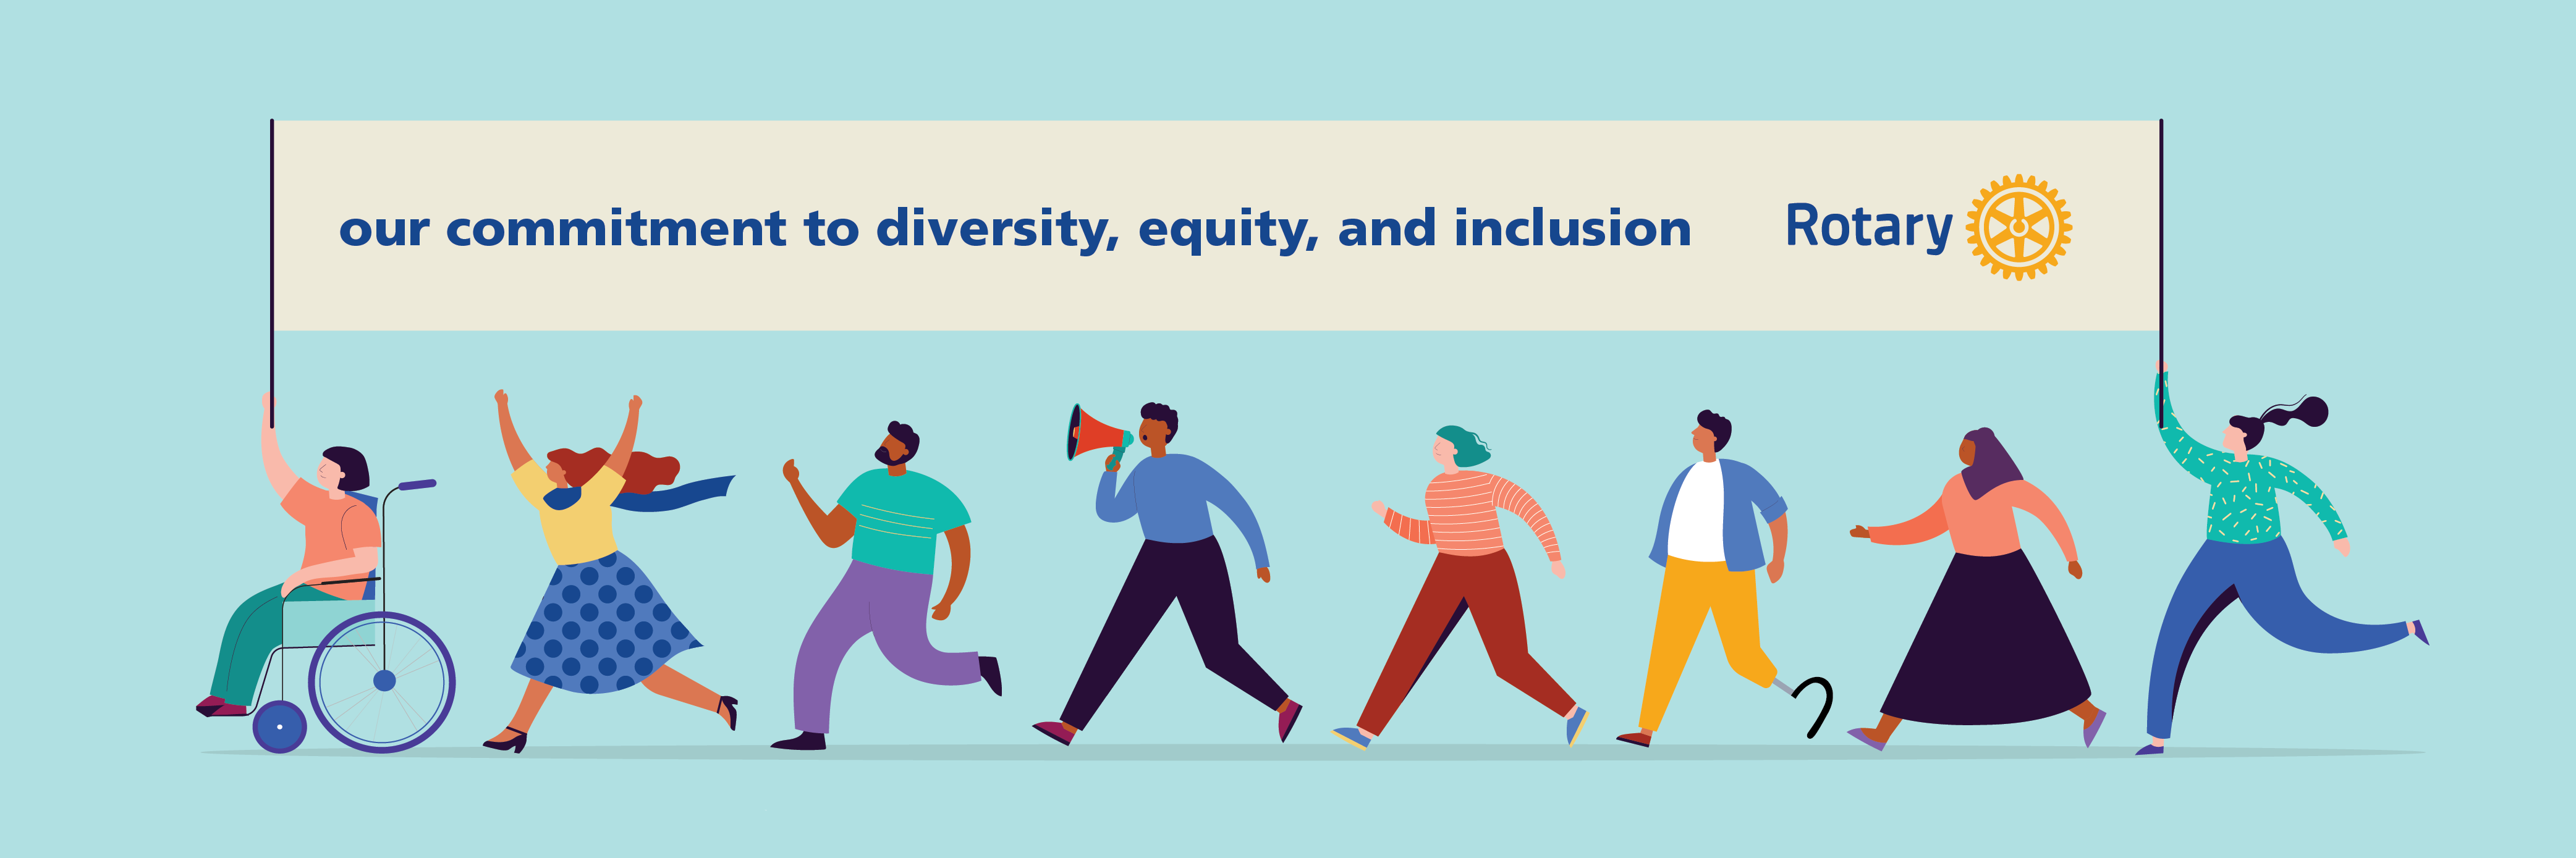 our commitment to diversity, equity, and inclusion Rotary